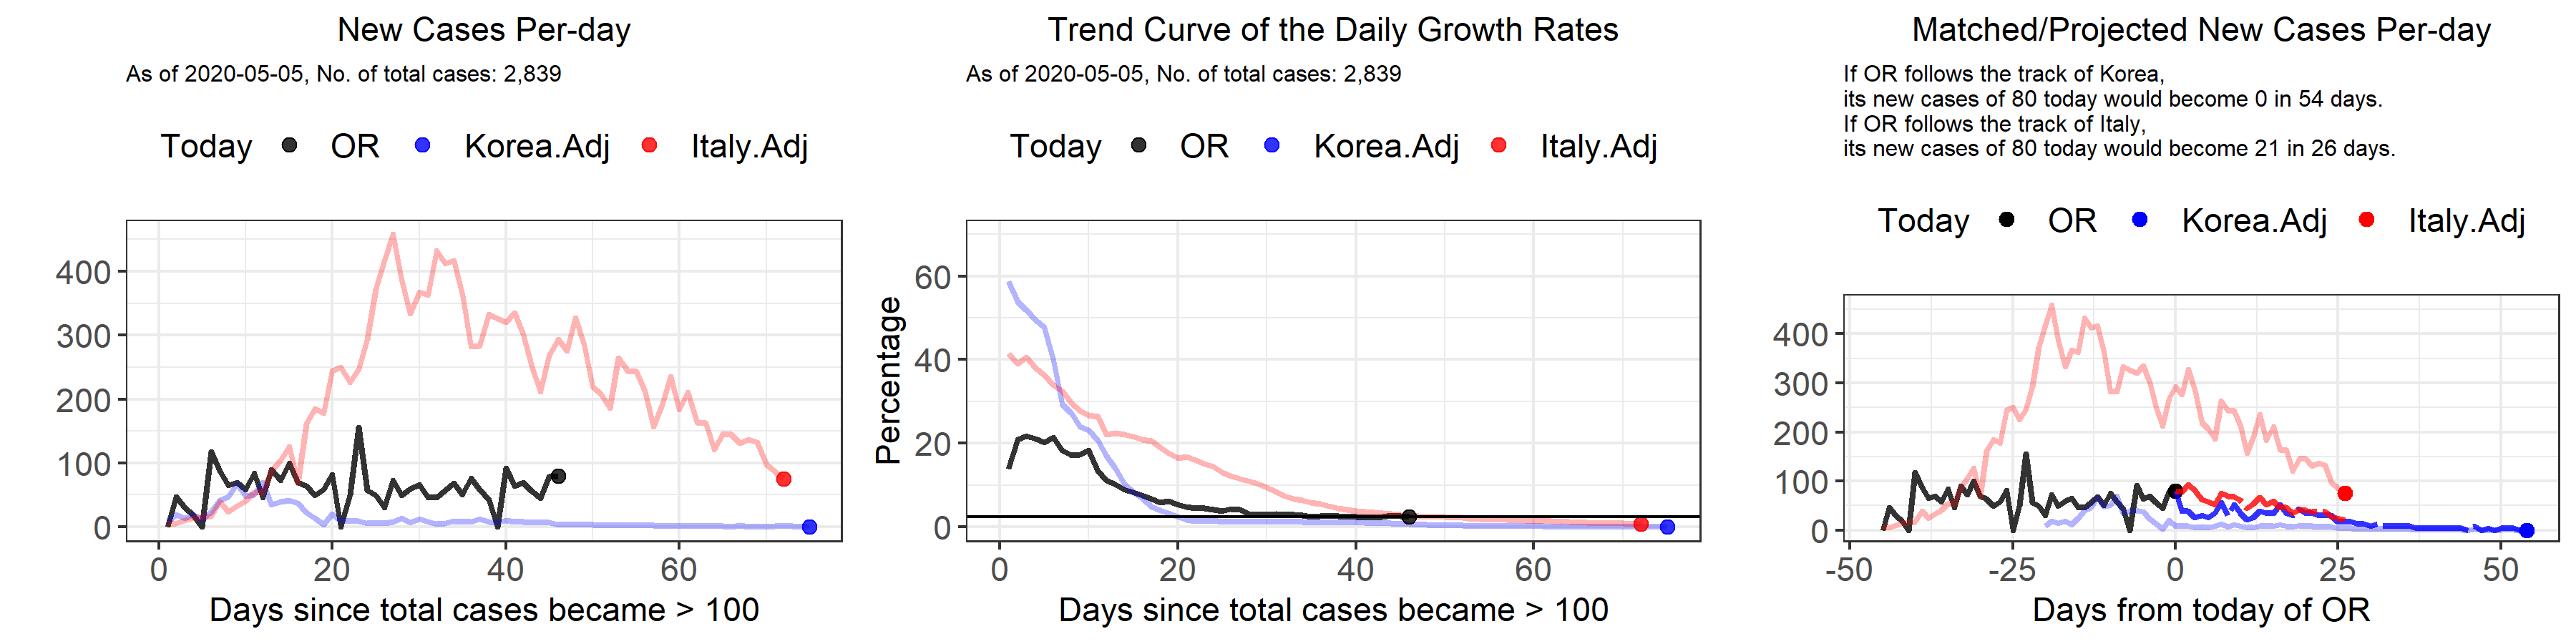 New Cases Per-day
As of 2020-05-05, No. of total cases: 2,839
Today OR Korea.Adj Italy.Adj
400
300
200
100
0
0 20 40 60
Days since total cases became > 100
Trend Curve of the Daily Growth Rates
As of 2020-05-05, No. of total cases: 2,839
Today OR Korea.Adj Italy.Adj
Percentage
60
40
20
0
0 20 40 60
Days since total cases became > 100
Matched/Projected New Cases Per-day
If OR follows the track of Korea,
its new cases of 80 today would become 0 in 54 days.
If OR follows the track of Italy,
its new cases of 80 today would become 21 in 26 days.
Today OR Korea.Adj Italy.Adj
400
300
200
100
0
-50 -25 0 25 50
Days from today of OR